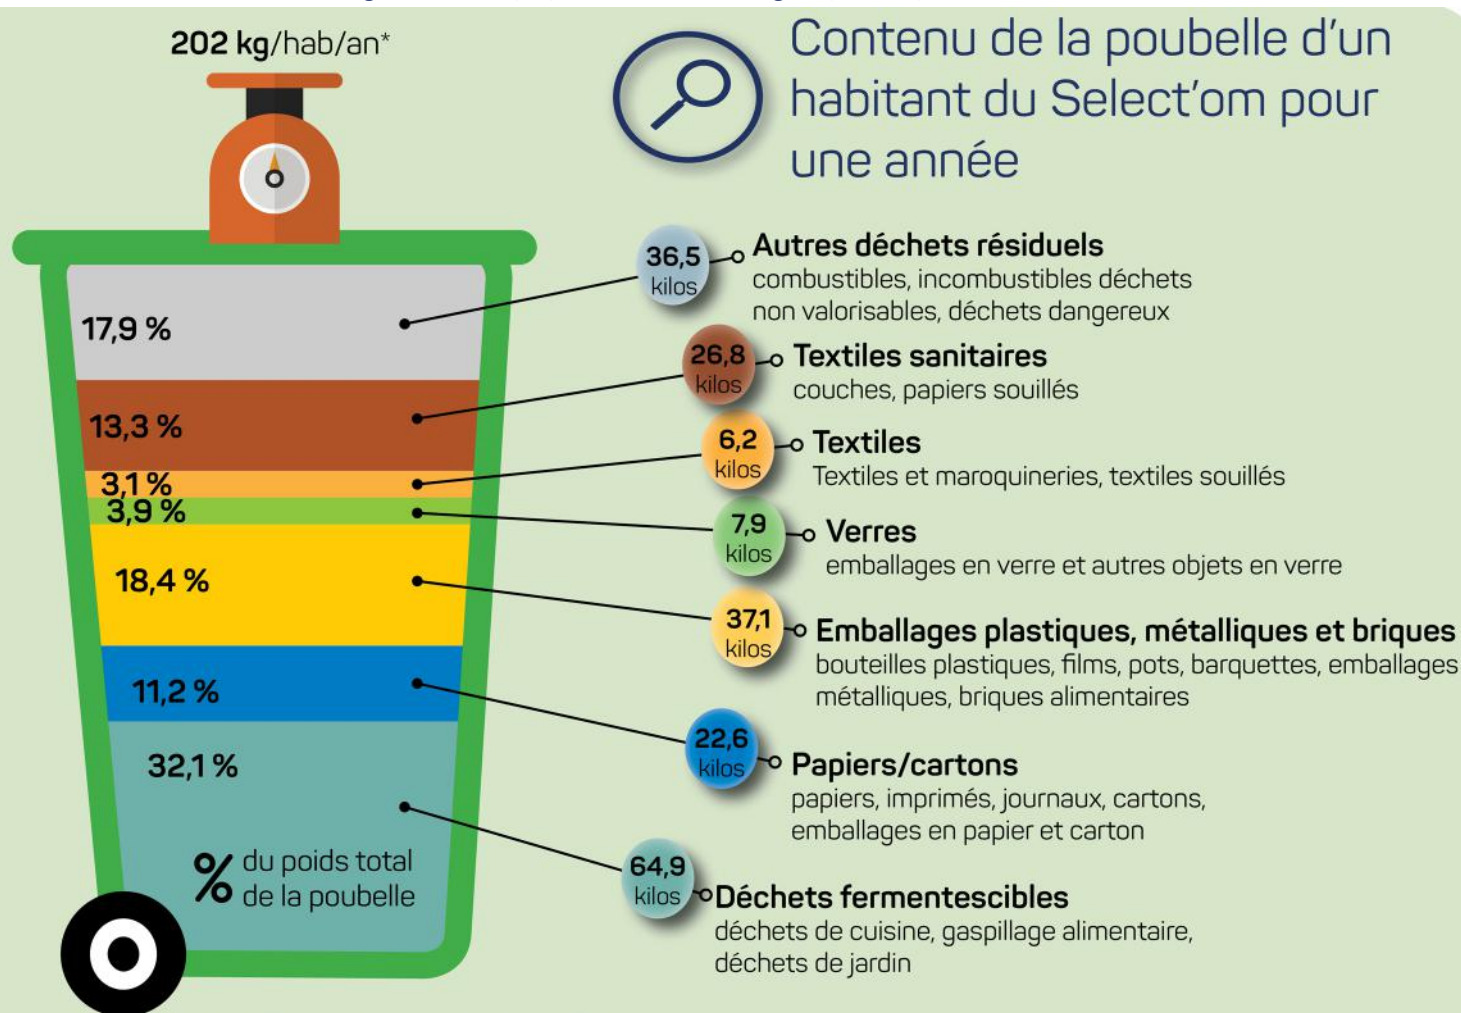 202 kg/hab/an*
Contenu de la poubelle d'un
habitant du Select'om pour
une année
17,9 %
36,5
kilos
Autres déchets résiduels
combustibles, incombustibles déchets
non valorisables, déchets dangereux
13,3 %
26,8
kilos
Textiles sanitaires
couches, papiers souillés
3,1 %
6,2
kilos
Textiles
Textiles et maroquineries, textiles souillés
3,9 %
7,9
kilos
Verres
emballages en verre et autres objets en verre
18,4 %
37,1
kilos
Emballages plastiques, métalliques et briques
bouteilles plastiques, films, pots, barquettes, emballages
métalliques, briques alimentaires
11,2 %
22,6
kilos
Papiers/cartons
papiers, imprimés, journaux, cartons,
emballages en papier et carton
32,1 %
64,9
kilos
Déchets fermentescibles
déchets de cuisine, gaspillage alimentaire,
déchets de jardin
% du poids total
de la poubelle